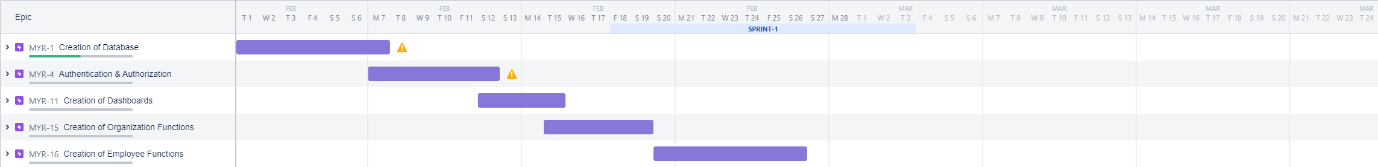 FEB FEB FEB FEB MAR MAR MAR MAR
Epic
T 1 W 2 T 3 F 4 S 5 S 6 M 7 T 8 W 9 T 10 F 11 S 12 S 13 M 14 T 15 W 16 T 17 F 18 S 19 S 20 M 21 T 22 W 23 T 24 F 25 S 26 S 27 M 28 T 1 W 2 T 3 F 4 S 5 S 6 M 7 T 8 W 9 T 10 F 11 S 12 S 13 M 14 T 15 W 16 T 17 F 18 S 19 S 20 M 21 T 22 W 23 T 24
SPRINT-1
MYR-1 Creation of Database
MYR-4 Authentication & Authorization
MYR-11 Creation of Dashboards
MYR-15 Creation of Organization Functions
MYR-16 Creation of Employee Functions